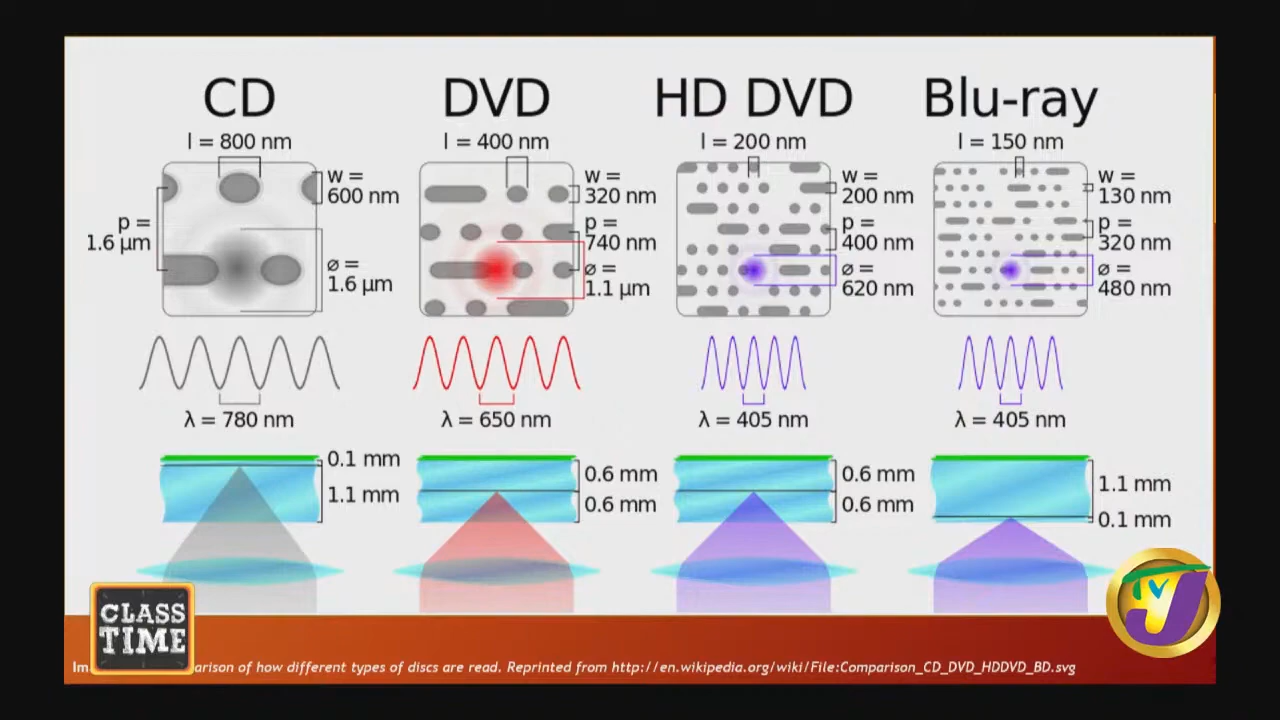 CD
DVD
HD DVD
Blu-ray
l = 800 nm
l = 400 nm
l = 200 nm
l = 150 nm
w =
600 nm
p =
1.6 µm
ø =
1.6 µm
w =
320 nm
p =
740 nm
ø =
1.1 µm
w =
200 nm
p =
400 nm
ø =
620 nm
w =
130 nm
p =
320 nm
ø =
480 nm
λ = 780 nm
λ = 650 nm
λ = 405 nm
λ = 405 nm
0.1 mm
1.1 mm
0.6 mm
0.6 mm
0.6 mm
0.6 mm
1.1 mm
0.1 mm
CLASS
TIME
TVJ
of how different types of discs are read. Reprinted from http://en.wikipedia.org/wiki/File:Comparison_CD_DVD_HDDVD_BD.svg